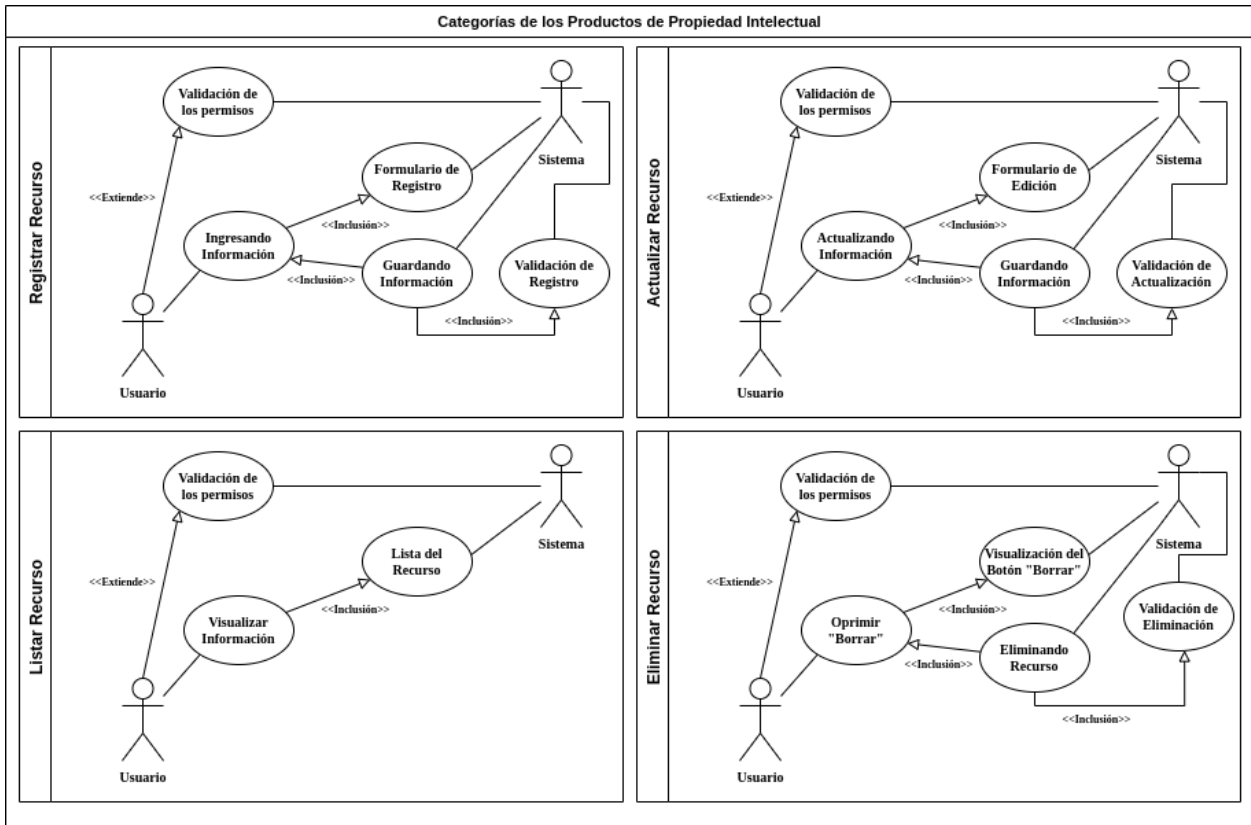 Categorías de los Productos de Propiedad Intelectual
Registrar Recurso
Validación de
los permisos
Sistema
<<Extiende>>
Formulario de
Registro
<<Inclusión>>
Ingresando
Información
<<Inclusión>>
Guardando
Información
Validación de
Registro
<<Inclusión>>
Usuario
Actualizar Recurso
Validación de
los permisos
Sistema
<<Extiende>>
Formulario de
Edición
<<Inclusión>>
Actualizando
Información
<<Inclusión>>
Guardando
Información
Validación de
Actualización
<<Inclusión>>
Usuario
Listar Recurso
Validación de
los permisos
Sistema
<<Extiende>>
Lista del
Recurso
<<Inclusión>>
Visualizar
Información
Usuario
Eliminar Recurso
Validación de
los permisos
Sistema
<<Extiende>>
Visualización del
Botón "Borrar"
<<Inclusión>>
Oprimir
"Borrar"
<<Inclusión>>
Eliminando
Recurso
Validación de
Eliminación
<<Inclusión>>
Usuario